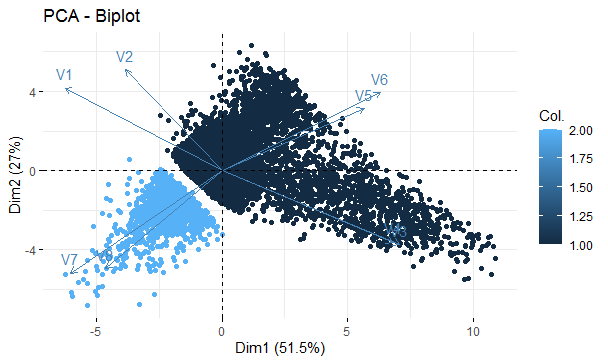 PCA - Biplot
V1
V2
V6
V5
V7
4
0
-4
-5
0
5
10
Dim2 (27%)
Dim1 (51.5%)
Col.
2.00
1.75
1.50
1.25
1.00